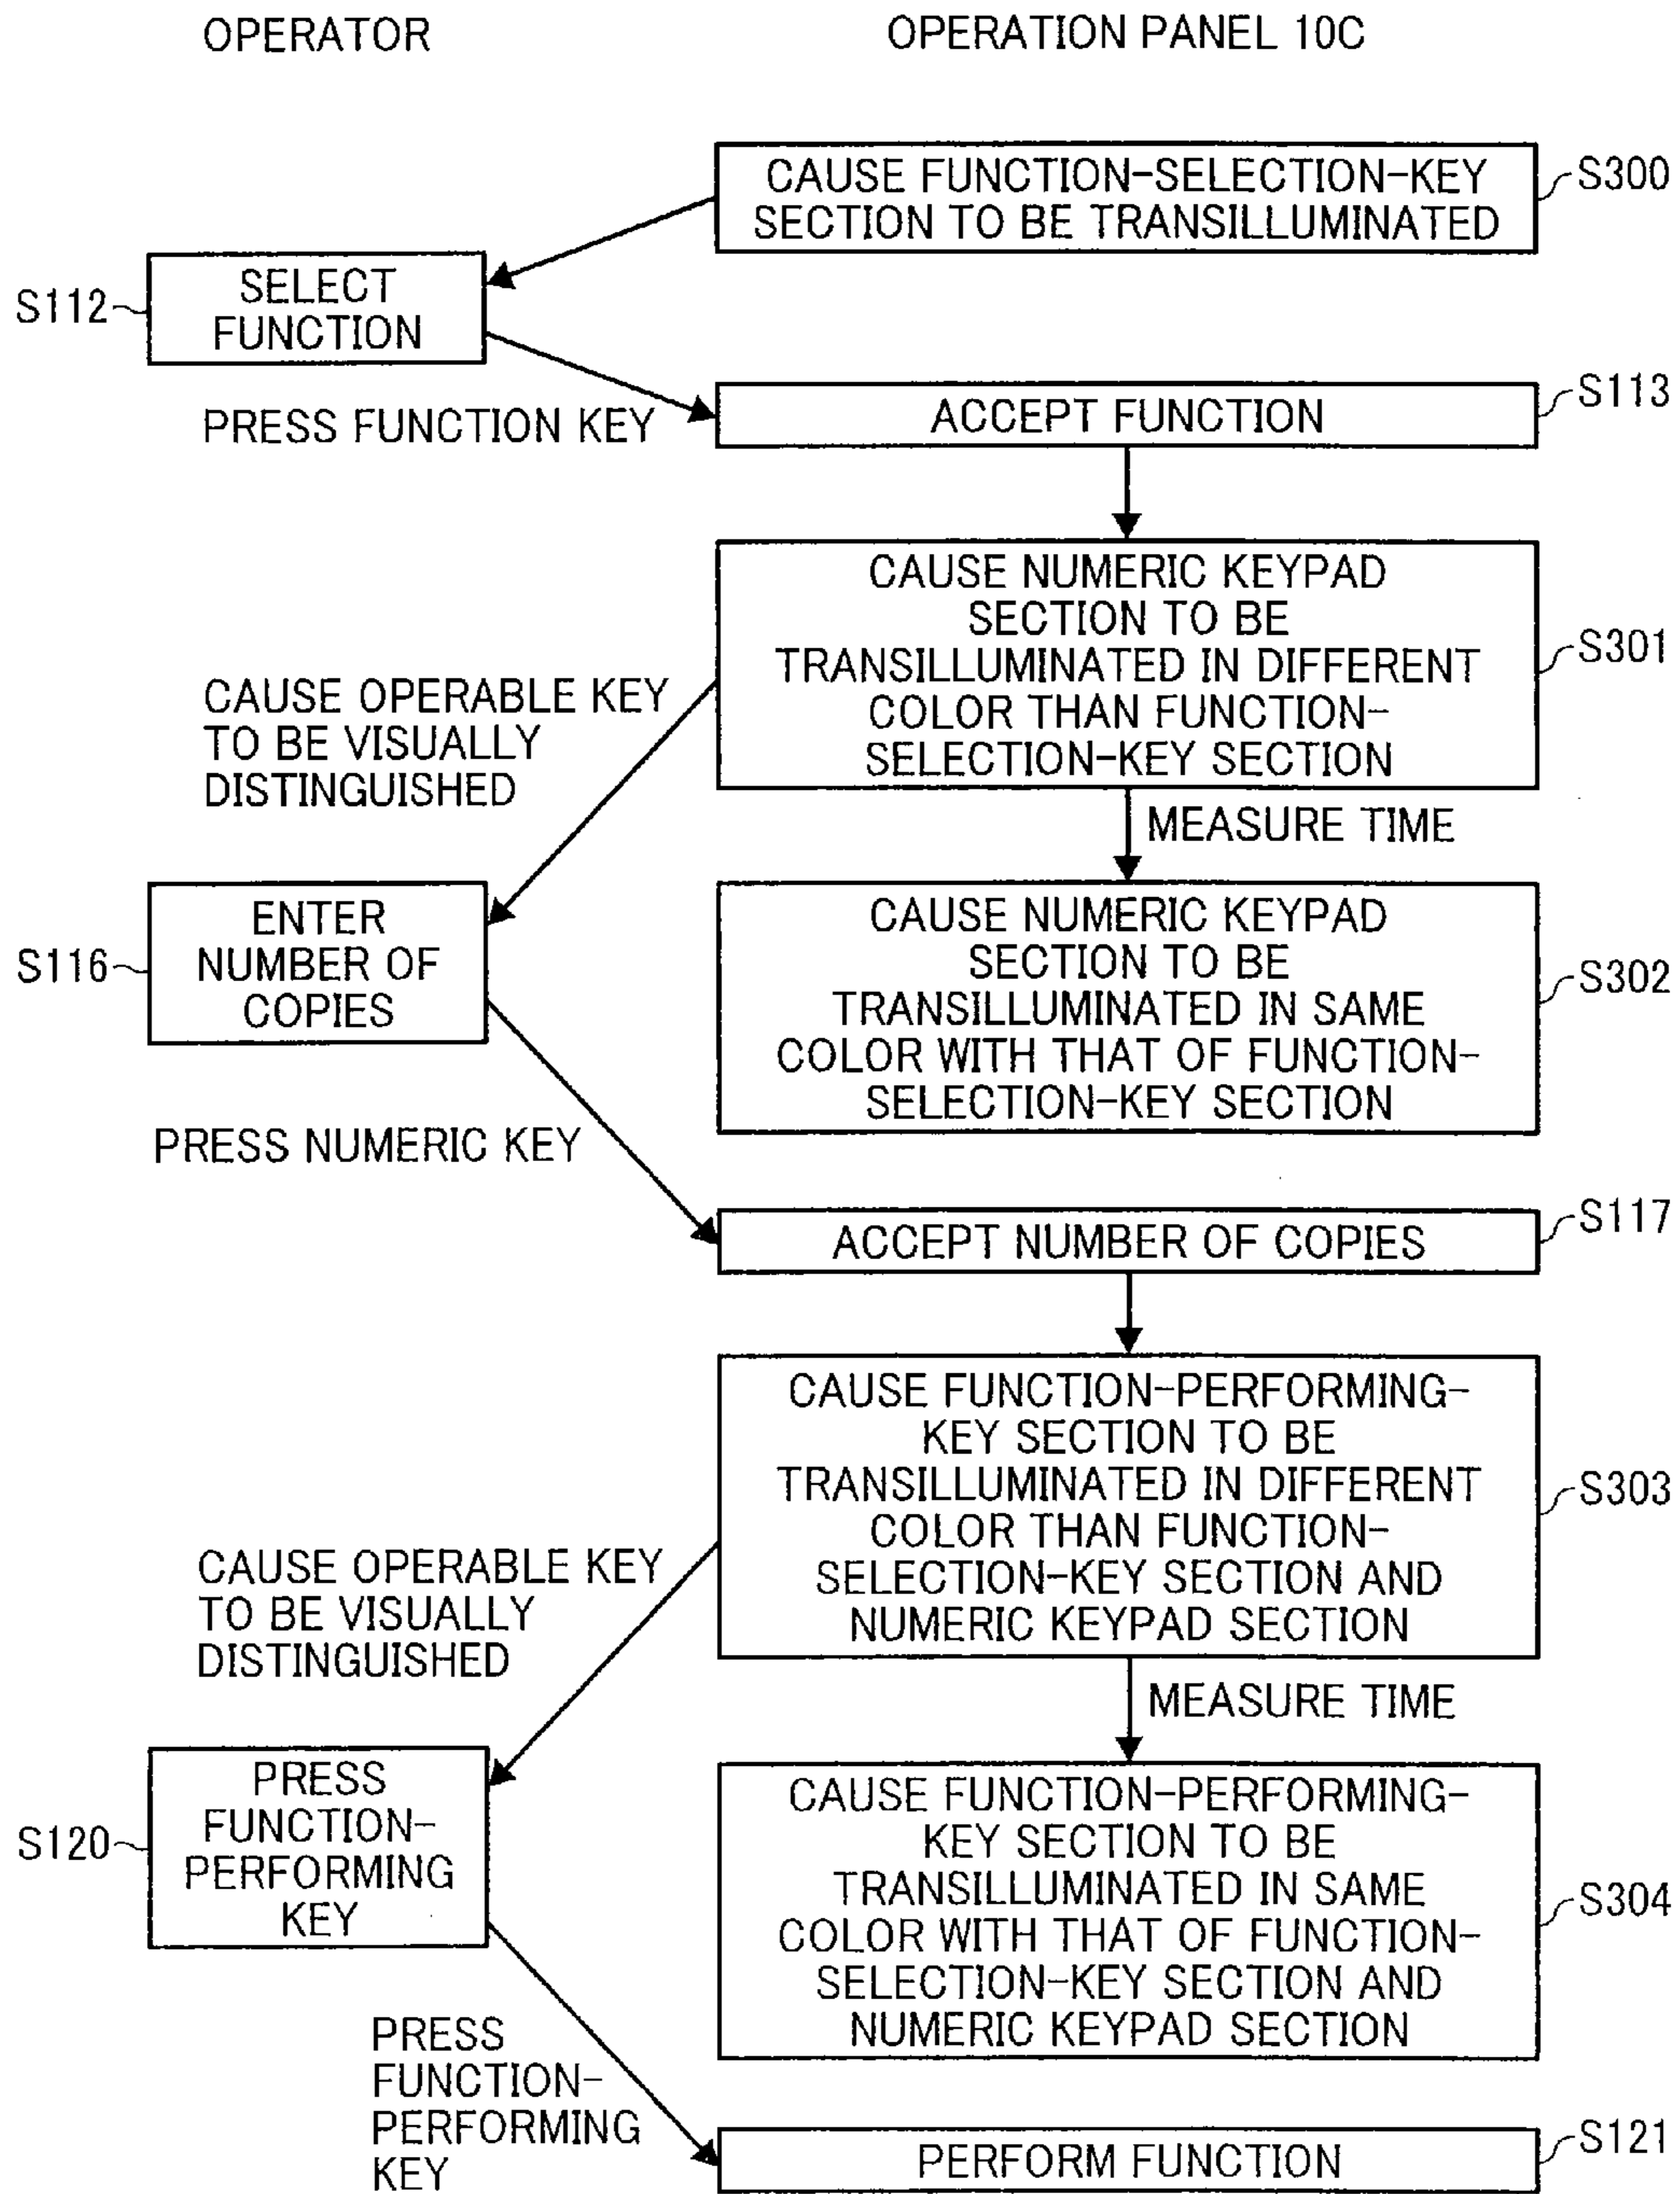 OPERATOR
OPERATION PANEL 10C
CAUSE FUNCTION-SELECTION-KEY
SECTION TO BE TRANSILLUMINATED
S300
S112
SELECT
FUNCTION
PRESS FUNCTION KEY
ACCEPT FUNCTION
S113
CAUSE NUMERIC KEYPAD
SECTION TO BE
TRANSILLUMINATED IN DIFFERENT
COLOR THAN FUNCTION-
SELECTION-KEY SECTION
S301
CAUSE OPERABLE KEY
TO BE VISUALLY
DISTINGUISHED
MEASURE TIME
S116
ENTER
NUMBER OF
COPIES
CAUSE NUMERIC KEYPAD
SECTION TO BE
TRANSILLUMINATED IN SAME
COLOR WITH THAT OF FUNCTION-
SELECTION-KEY SECTION
S302
PRESS NUMERIC KEY
ACCEPT NUMBER OF COPIES
S117
CAUSE FUNCTION-PERFORMING-
KEY SECTION TO BE
TRANSILLUMINATED IN DIFFERENT
COLOR THAN FUNCTION-
SELECTION-KEY SECTION AND
NUMERIC KEYPAD SECTION
S303
CAUSE OPERABLE KEY
TO BE VISUALLY
DISTINGUISHED
MEASURE TIME
S120
PRESS
FUNCTION-
PERFORMING
KEY
CAUSE FUNCTION-PERFORMING-
KEY SECTION TO BE
TRANSILLUMINATED IN SAME
COLOR WITH THAT OF FUNCTION-
SELECTION-KEY SECTION AND
NUMERIC KEYPAD SECTION
S304
PRESS
FUNCTION-
PERFORMING
KEY
PERFORM FUNCTION
S121